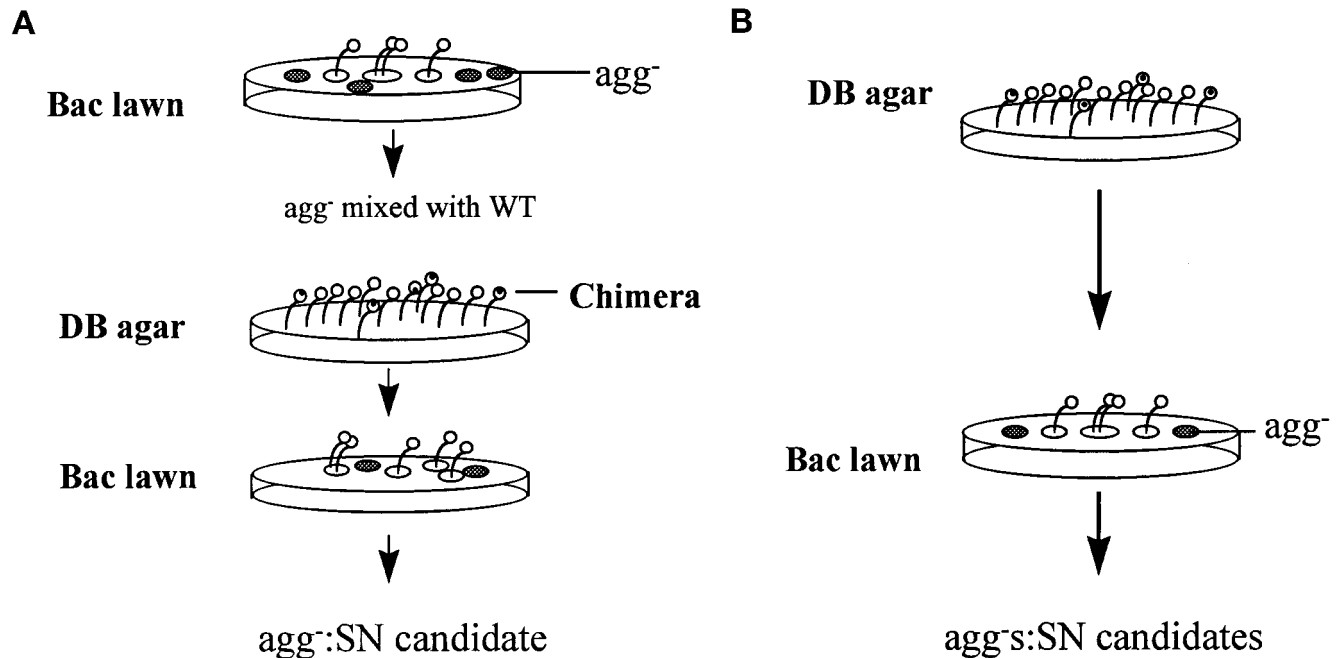 A
Bac lawn
agg⁻
agg⁻ mixed with WT
Chimera
DB agar
Bac lawn
agg⁻:SN candidate
B
DB agar
agg⁻
Bac lawn
agg⁻s:SN candidates